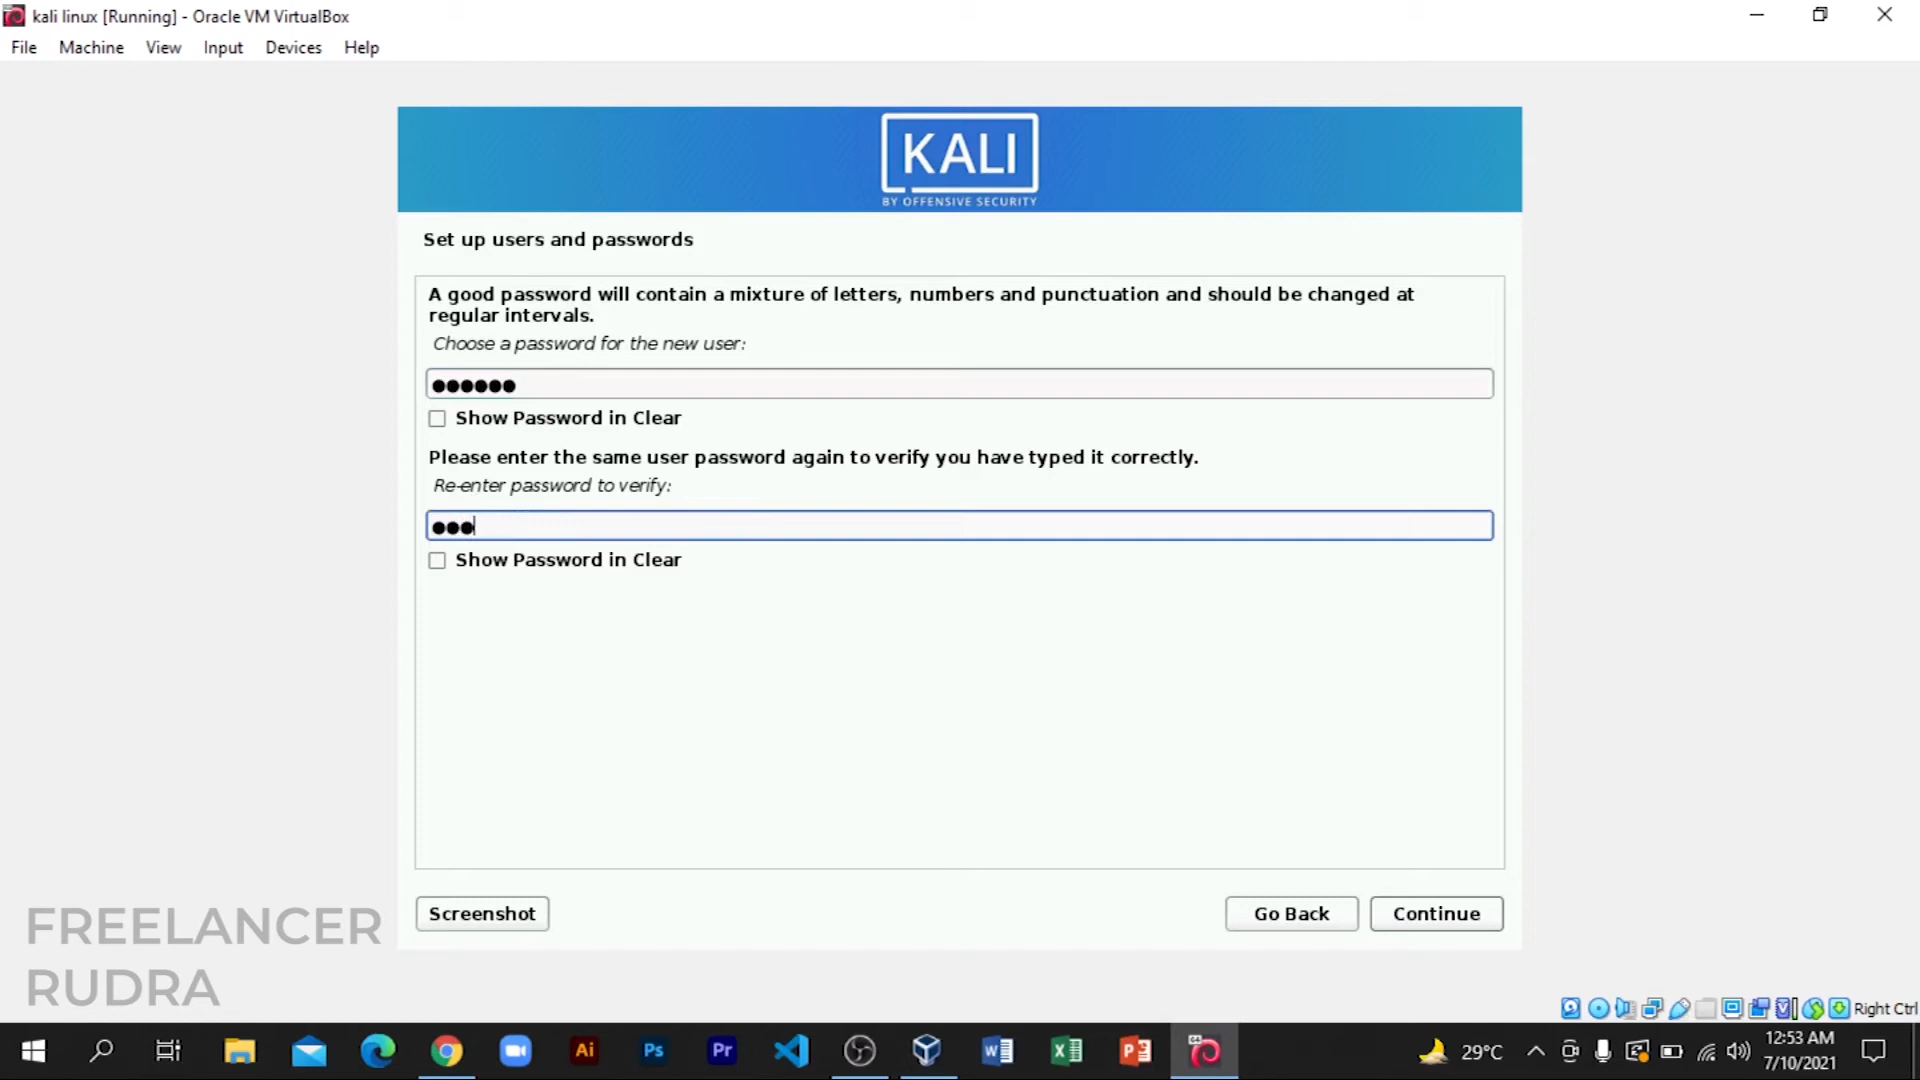 kali linux [Running] - Oracle VM VirtualBox
File Machine View Input Devices Help
KALI
BY OFFENSIVE SECURITY
Set up users and passwords
A good password will contain a mixture of letters, numbers and punctuation and should be changed at
regular intervals.
Choose a password for the new user:
●●●●●●
Show Password in Clear
Please enter the same user password again to verify you have typed it correctly.
Re-enter password to verify:
●●●
Show Password in Clear
Screenshot
Go Back
Continue
FREELANCER
RUDRA
Right Ctrl
Ai
Ps
Pr
29°C
12:53 AM
7/10/2021